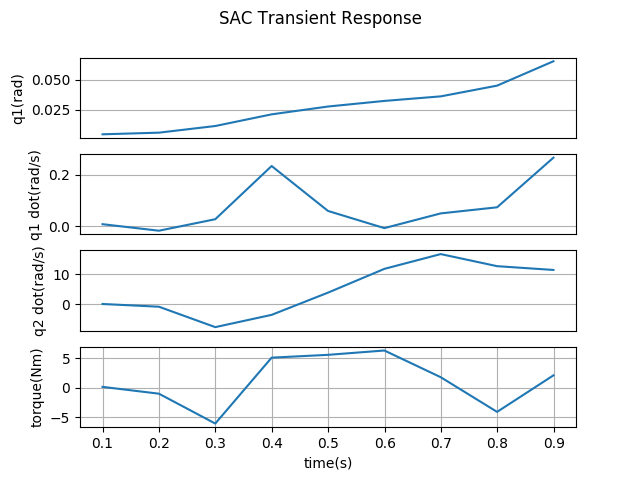 SAC Transient Response
q1(rad)
0.050
0.025
q1 dot(rad/s)
0.2
0.0
q2 dot(rad/s)
10
0
torque(Nm)
5
0
−5
0.1 0.2 0.3 0.4 0.5 0.6 0.7 0.8 0.9
time(s)